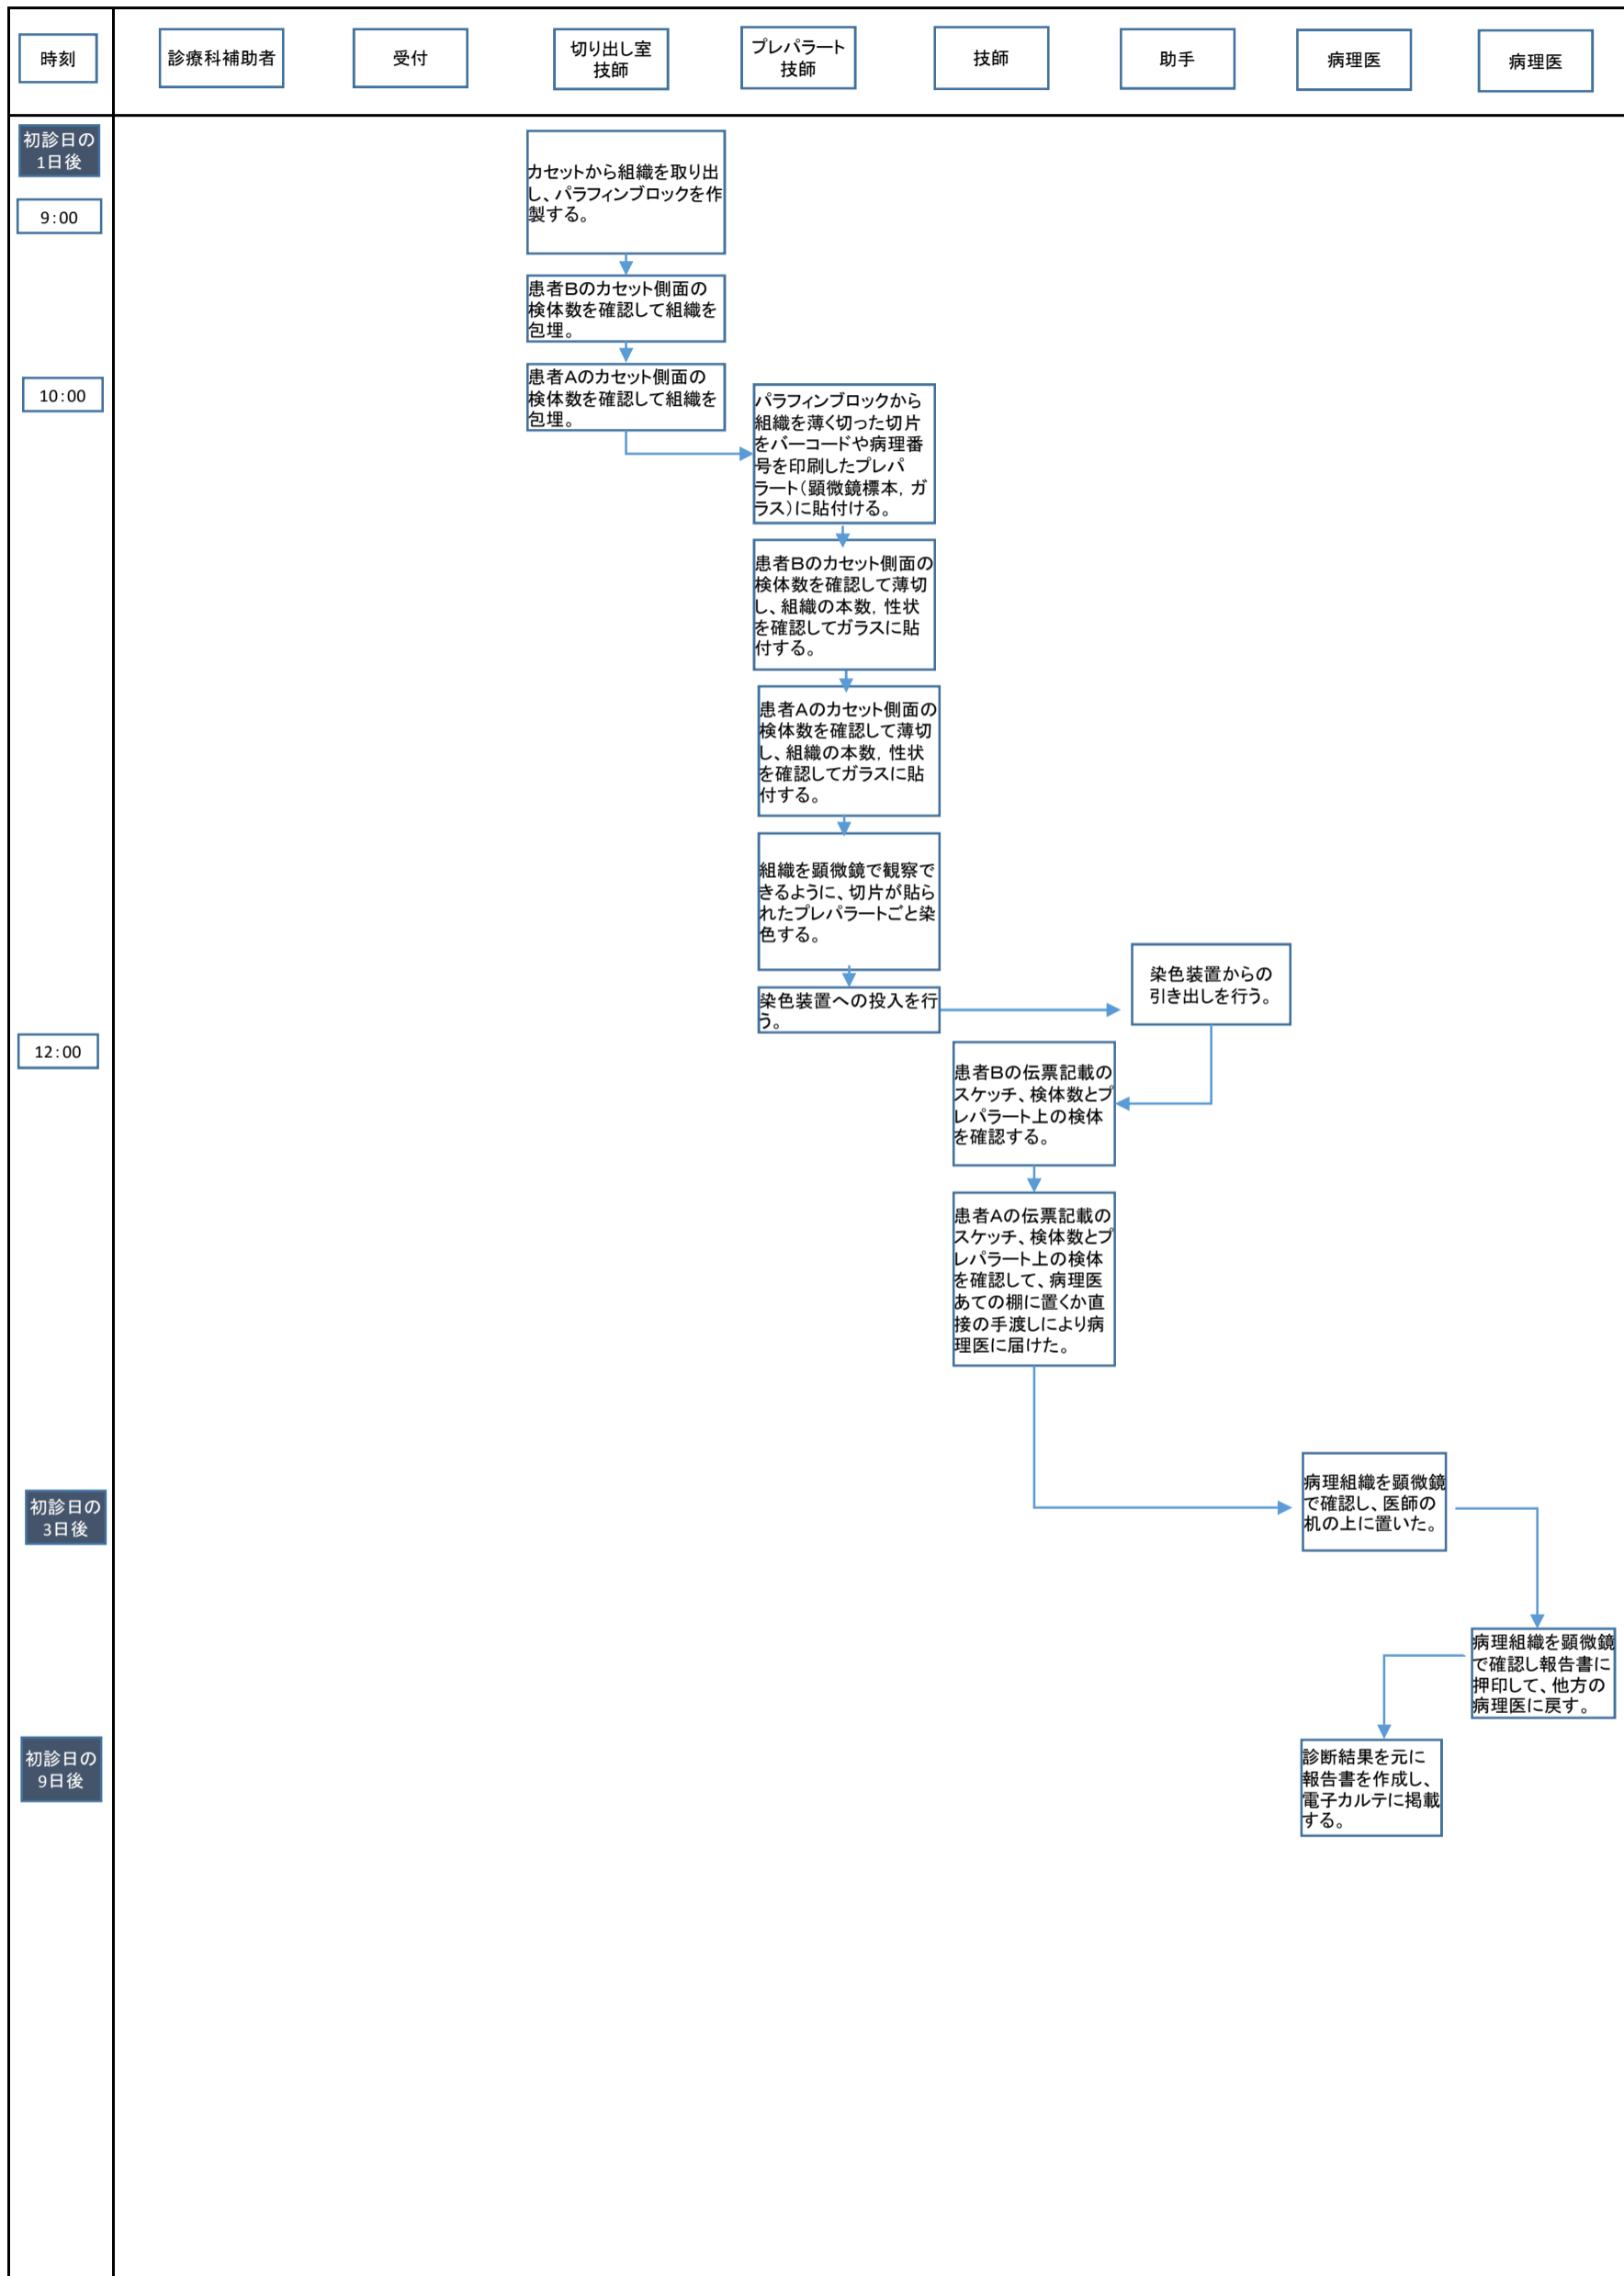 時刻
診療科補助者
受付
切り出し室
技師
プレパラート
技師
技師
助手
病理医
病理医
初診日の
1日後
9:00
カセットから組織を取り出
し、パラフィンブロックを作
製する。
患者Bのカセット側面の
検体数を確認して組織を
包埋。
10:00
患者Aのカセット側面の
検体数を確認して組織を
包埋。
パラフィンブロックから
組織を薄く切った切片
をバーコードや病理番
号を印刷したプレパ
ラート(顕微鏡標本, ガ
ラス)に貼付ける。
患者Bのカセット側面の
検体数を確認して薄切
し、組織の本数, 性状
を確認してガラスに貼
付する。
患者Aのカセット側面の
検体数を確認して薄切
し、組織の本数, 性状
を確認してガラスに貼
付する。
組織を顕微鏡で観察で
きるように、切片が貼ら
れたプレパラートごと染
色する。
染色装置への投入を行
う。
染色装置からの
引き出しを行う。
12:00
患者Bの伝票記載の
スケッチ、検体数とプ
レパラート上の検体
を確認する。
患者Aの伝票記載の
スケッチ、検体数とプ
レパラート上の検体
を確認して、病理医
あての棚に置くか直
接の手渡しにより病
理医に届けた。
初診日の
3日後
病理組織を顕微鏡
で確認し、医師の
机の上に置いた。
病理組織を顕微鏡
で確認し報告書に
押印して、他方の
病理医に戻す。
初診日の
9日後
診断結果を元に
報告書を作成し、
電子カルテに掲載
する。